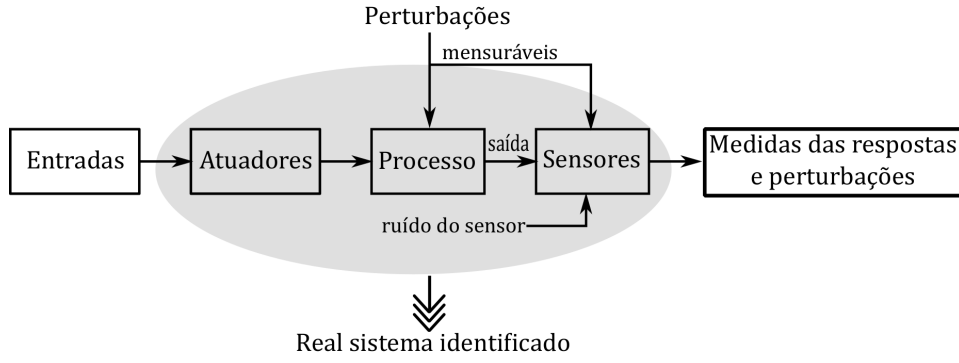 Perturbações
mensuráveis
Entradas
Atuadores
Processo
saída
Sensores
Medidas das respostas
e perturbações
ruído do sensor
Real sistema identificado